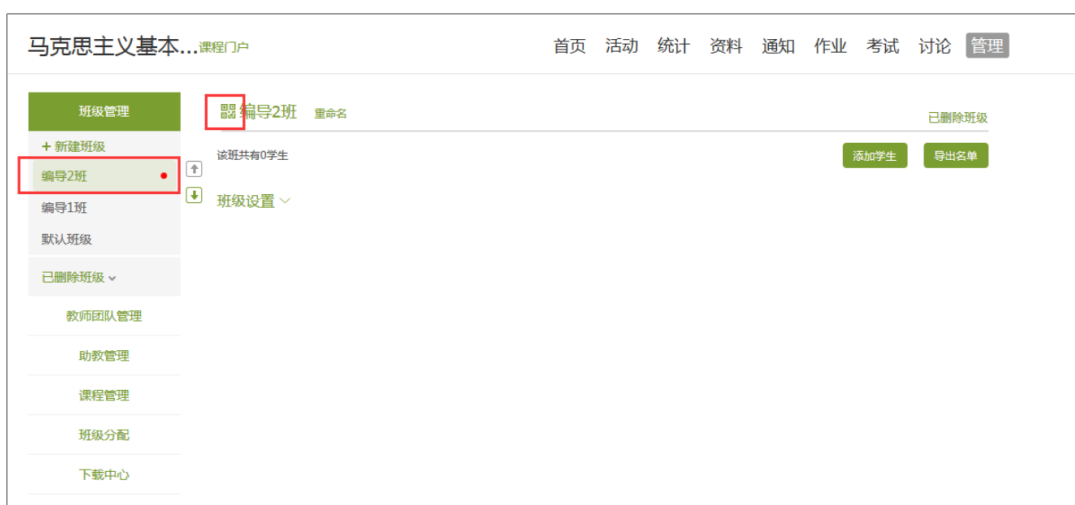 马克思主义基本...课程门户 首页 活动 统计 资料 通知 作业 考试 讨论 管理
班级管理
+ 新建班级
编导2班
编导1班
默认班级
已删除班级
教师团队管理
助教管理
课程管理
班级分配
下载中心
编导2班 重命名
已删除班级
该班共有0学生 添加学生 导出名单
班级设置